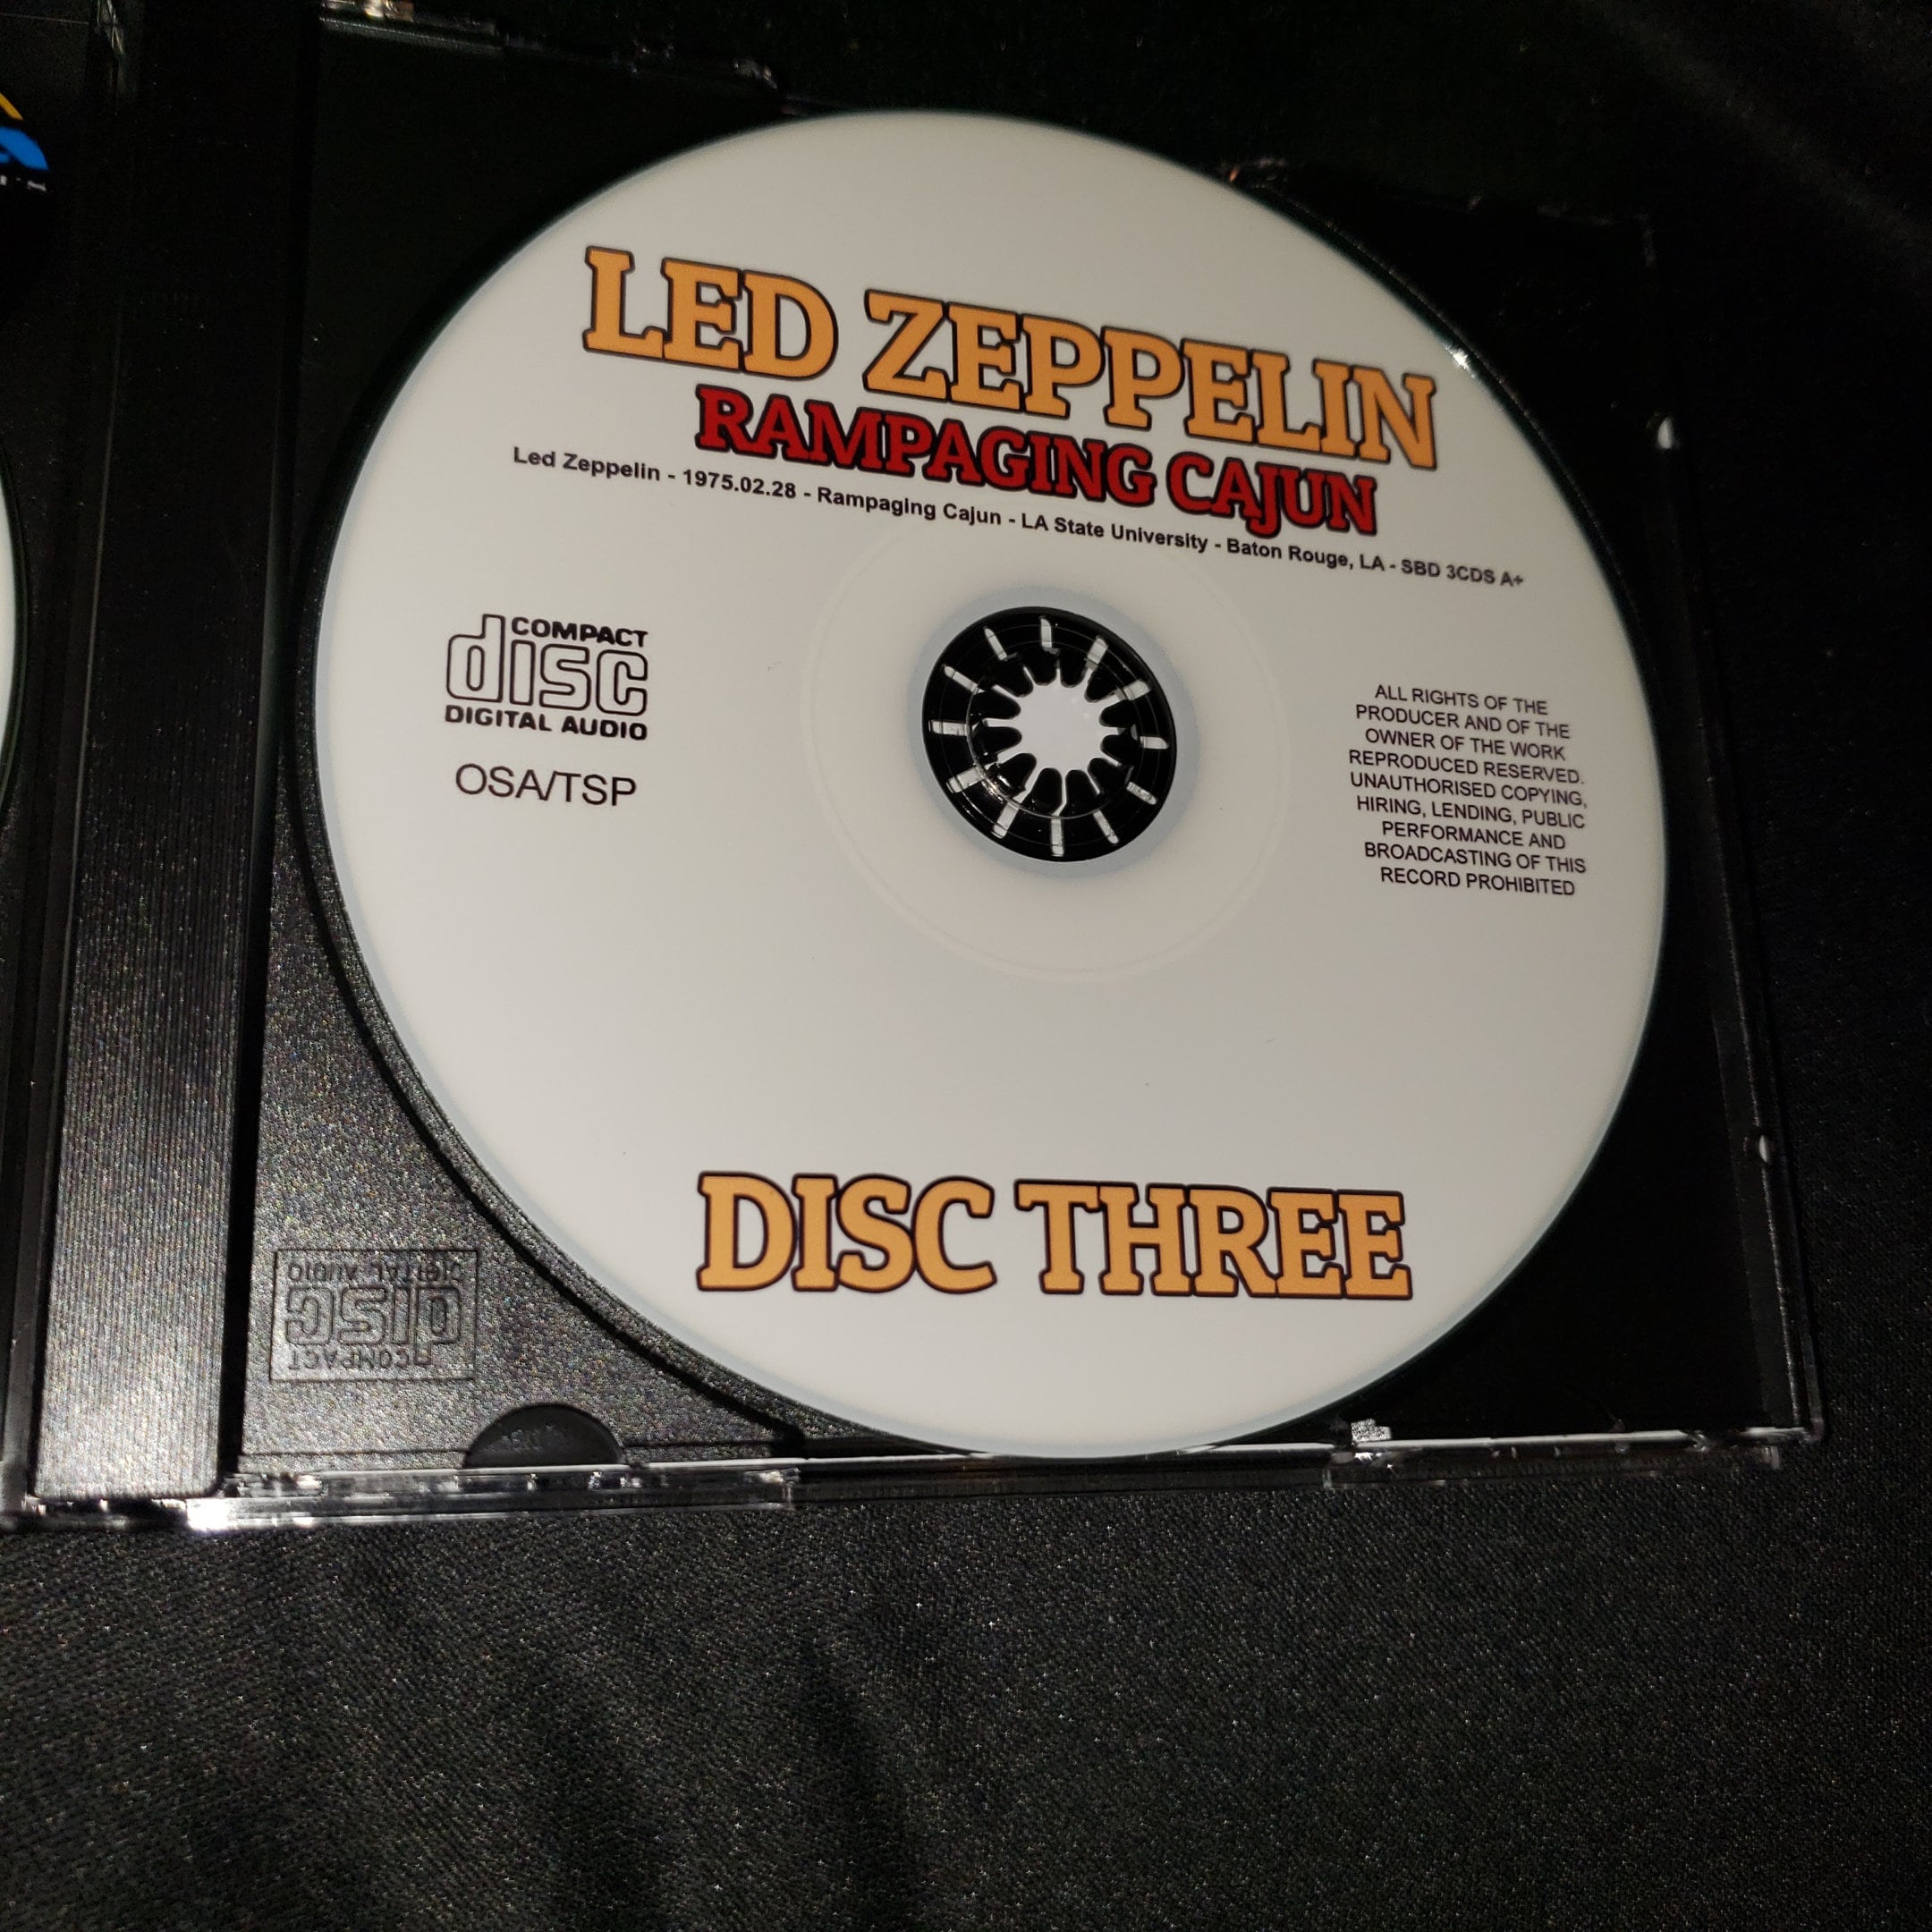 LED ZEPPELIN
RAMPAGING CAJUN
Led Zeppelin - 1975.02.28 - Rampaging Cajun - LA State University - Baton Rouge, LA - SBD 3CDS A+
COMPACT
disc
DIGITAL AUDIO
OSA/TSP
ALL RIGHTS OF THE
PRODUCER AND OF THE
OWNER OF THE WORK
REPRODUCED RESERVED.
UNAUTHORISED COPYING,
HIRING, LENDING, PUBLIC
PERFORMANCE AND
BROADCASTING OF THIS
RECORD PROHIBITED
DISC THREE
COMPACT
disc
DIGITAL AUDIO